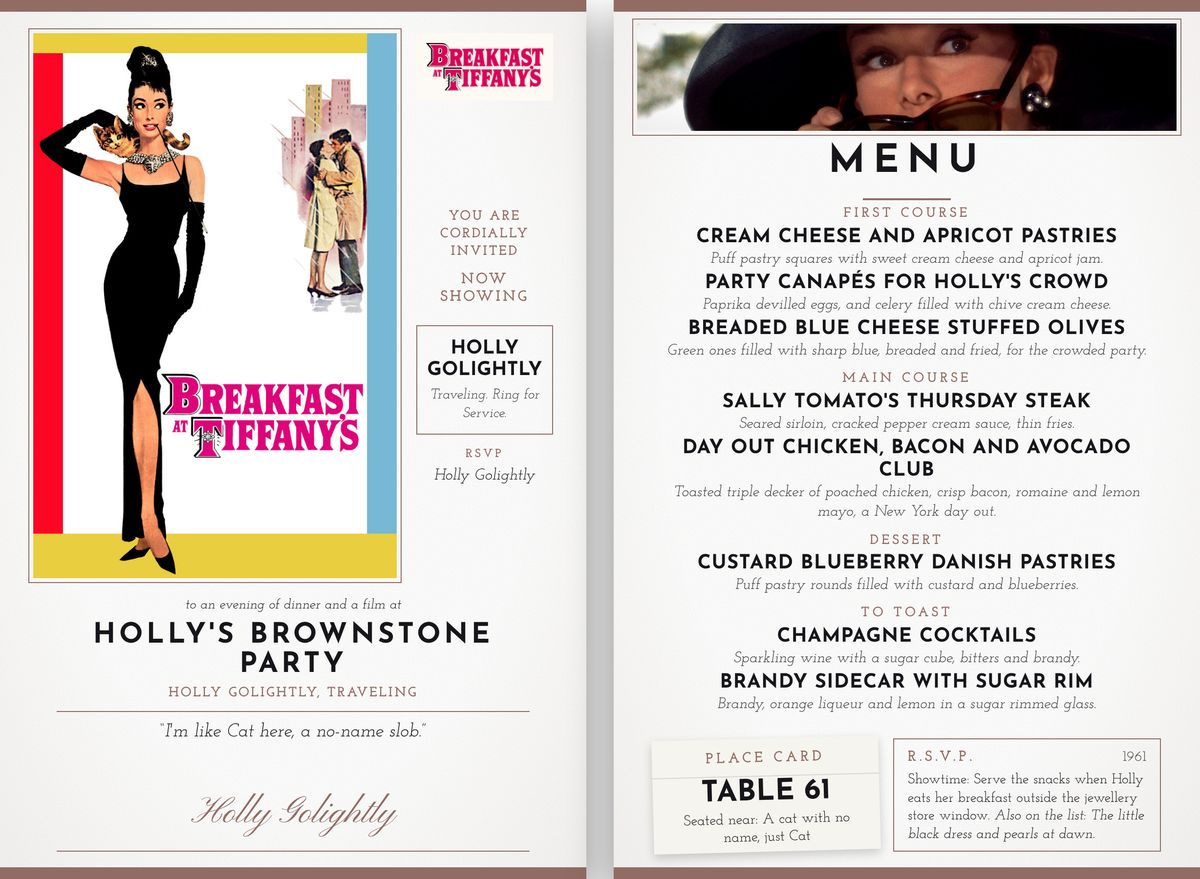 BREAKFAST
AT TIFFANY'S
BREAKFAST
AT TIFFANY'S
YOU ARE
CORDIALLY
INVITED
NOW
SHOWING
HOLLY
GOLIGHTLY
Traveling. Ring for
Service.
RSVP
Holly Golightly
to an evening of dinner and a film at
HOLLY'S BROWNSTONE
PARTY
HOLLY GOLIGHTLY, TRAVELING
“I'm like Cat here, a no-name slob.”
Holly Golightly
MENU
FIRST COURSE
CREAM CHEESE AND APRICOT PASTRIES
Puff pastry squares with sweet cream cheese and apricot jam.
PARTY CANAPÉS FOR HOLLY'S CROWD
Paprika devilled eggs, and celery filled with chive cream cheese.
BREADED BLUE CHEESE STUFFED OLIVES
Green ones filled with sharp blue, breaded and fried, for the crowded party.
MAIN COURSE
SALLY TOMATO'S THURSDAY STEAK
Seared sirloin, cracked pepper cream sauce, thin fries.
DAY OUT CHICKEN, BACON AND AVOCADO
CLUB
Toasted triple decker of poached chicken, crisp bacon, romaine and lemon
mayo, a New York day out.
DESSERT
CUSTARD BLUEBERRY DANISH PASTRIES
Puff pastry rounds filled with custard and blueberries.
TO TOAST
CHAMPAGNE COCKTAILS
Sparkling wine with a sugar cube, bitters and brandy.
BRANDY SIDECAR WITH SUGAR RIM
Brandy, orange liqueur and lemon in a sugar rimmed glass.
PLACE CARD
TABLE 61
Seated near: A cat with no
name, just Cat
R.S.V.P. 1961
Showtime: Serve the snacks when Holly
eats her breakfast outside the jewellery
store window. Also on the list: The little
black dress and pearls at dawn.